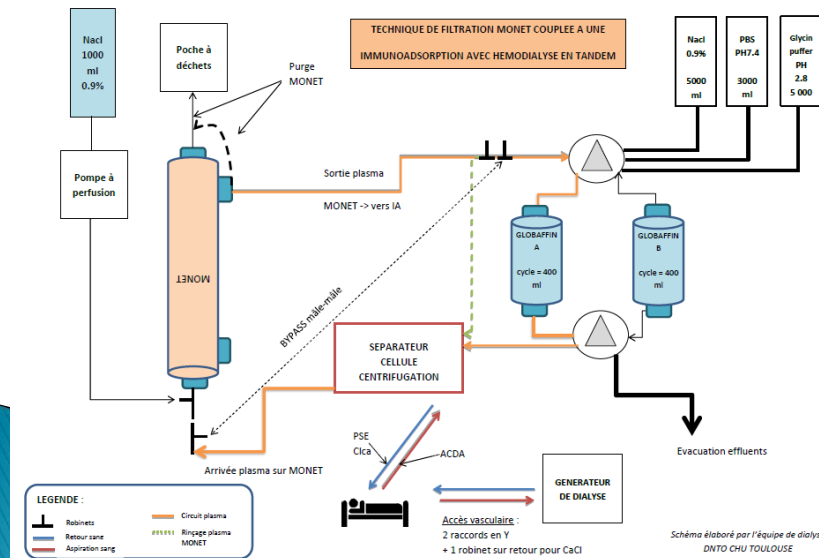 TECHNIQUE DE FILTRATION MONET COUPLEE A UNE
IMMUNOADSORPTION AVEC HEMODIALYSE EN TANDEM
Nacl
1000
ml
0.9%
Poche à
déchets
Purge
MONET
Nacl
0.9%
5000
ml
PBS
PH7.4
3000
ml
Glycin
puffer
PH
2.8
5 000
Pompe à
perfusion
Sortie plasma
MONET -> vers IA
MONET
GLOBAFFIN
A
cycle = 400
ml
GLOBAFFIN
B
cycle = 400
ml
BYPASS mâle-mâle
SEPARATEUR
CELLULE
CENTRIFUGATION
Arrivée plasma sur MONET
PSE
Clca
ACDA
Evacuation effluents
GENERATEUR
DE DIALYSE
Accès vasculaire :
2 raccords en Y
+ 1 robinet sur retour pour CaCl
LEGENDE :
Robinets
Retour sane
Aspiration sang
Circuit plasma
Rinçage plasma
MONET
Schéma élaboré par l'équipe de dialys
DNTO CHU TOULOUSE